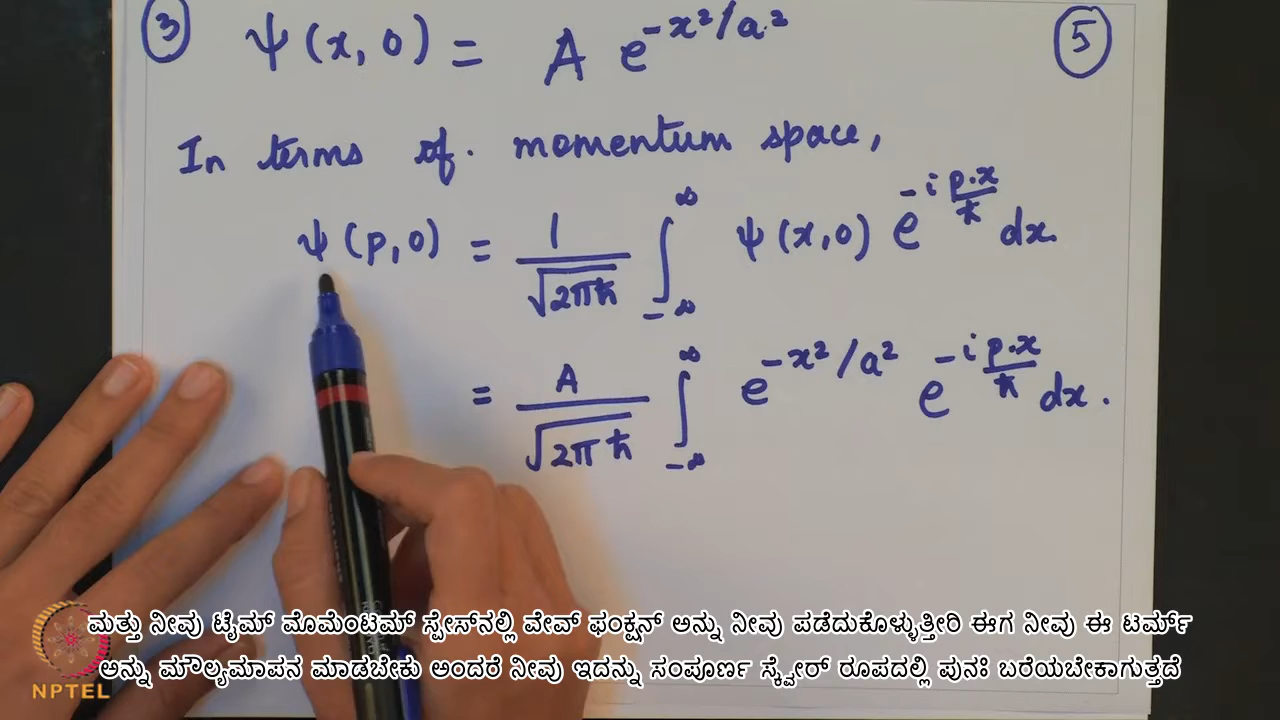 ③ ψ(x,0) = A e^{-x²/a²} ⑤
In terms of momentum space,
ψ(p,0) = 1/√(2πħ) ∫_{-∞}^{∞} ψ(x,0) e^{-i p.x/ħ} dx
= A/√(2πħ) ∫_{-∞}^{∞} e^{-x²/a²} e^{-i p.x/ħ} dx.
ಮತ್ತು ನೀವು ಟೈಮ್ ಮೊಮೆಂಟಮ್ ಸ್ಪೇಸ್‌ನಲ್ಲಿ ವೇವ್ ಫಂಕ್ಷನ್ ಅನ್ನು ನೀವು ಪಡೆದುಕೊಳ್ಳುತ್ತೀರಿ ಈಗ ನೀವು ಈ ಟರ್ಮ್
ಅನ್ನು ಮೌಲ್ಯಮಾಪನ ಮಾಡಬೇಕು ಅಂದರೆ ನೀವು ಇದನ್ನು ಸಂಪೂರ್ಣ ಸ್ಕ್ವೇರ್ ರೂಪದಲ್ಲಿ ಪುನಃ ಬರೆಯಬೇಕಾಗುತ್ತದೆ
NPTEL